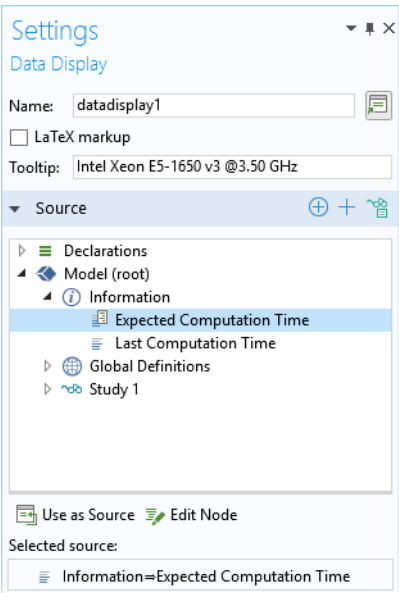 Settings
Data Display
Name: datadisplay1
LaTeX markup
Tooltip: Intel Xeon E5-1650 v3 @3.50 GHz
Source
Declarations
Model (root)
Information
Expected Computation Time
Last Computation Time
Global Definitions
Study 1
Use as Source Edit Node
Selected source:
Information⇒Expected Computation Time